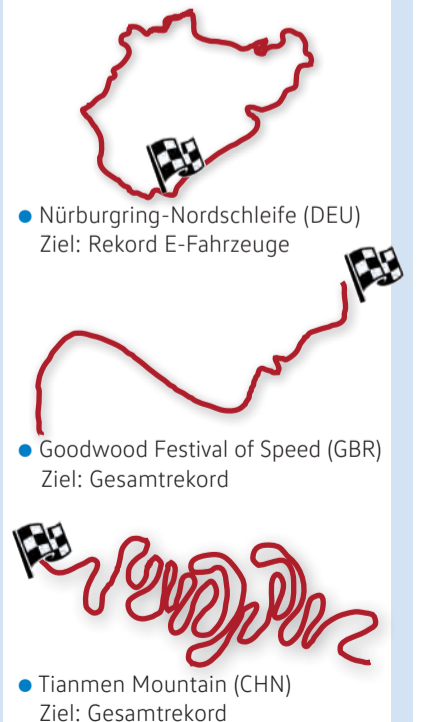 Nürburgring-Nordschleife (DEU)
Ziel: Rekord E-Fahrzeuge
Goodwood Festival of Speed (GBR)
Ziel: Gesamtrekord
Tianmen Mountain (CHN)
Ziel: Gesamtrekord